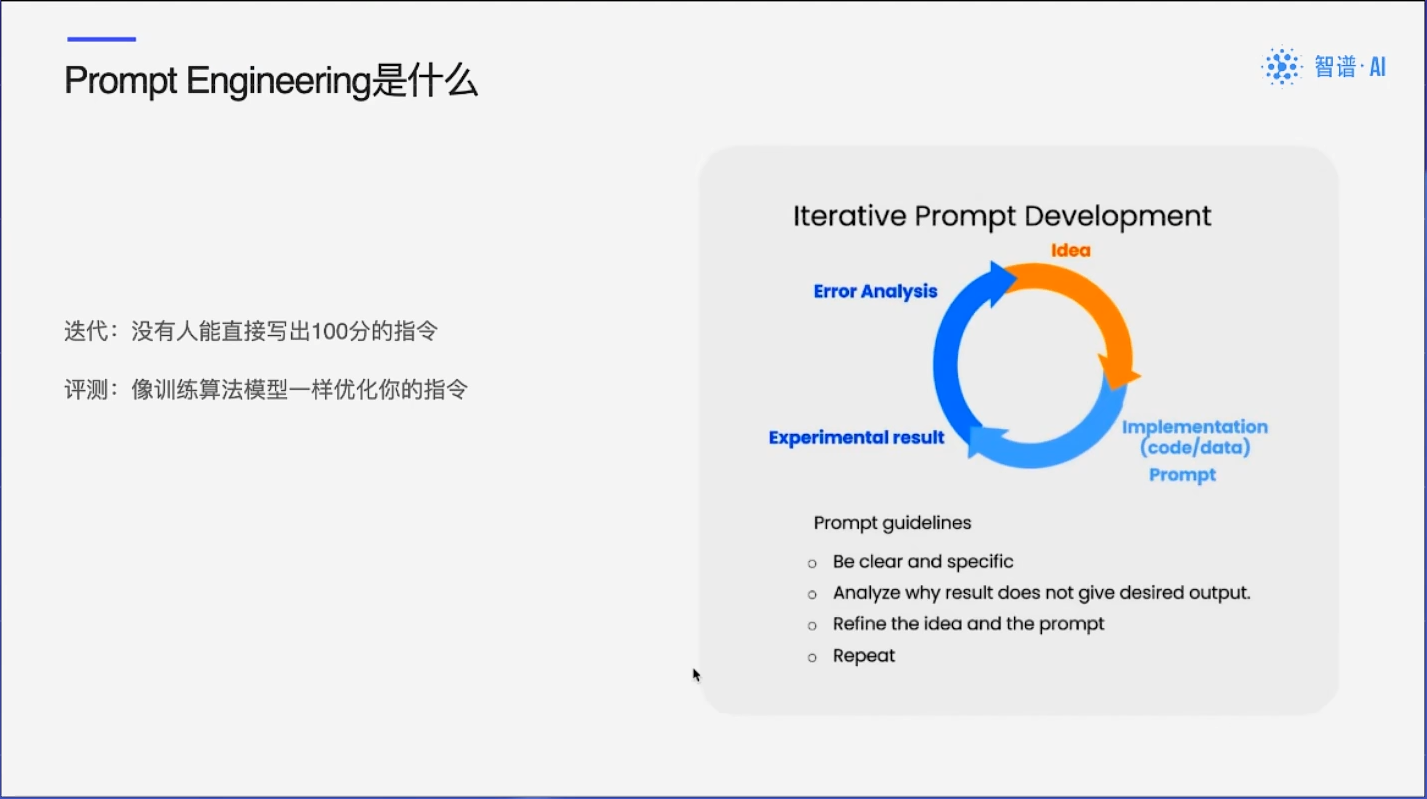 Prompt Engineering是什么
智谱·AI
迭代：没有人能直接写出100分的指令
评测：像训练算法模型一样优化你的指令
Iterative Prompt Development
Idea
Error Analysis
Experimental result
Implementation
(code/data)
Prompt
Prompt guidelines
Be clear and specific
Analyze why result does not give desired output.
Refine the idea and the prompt
Repeat